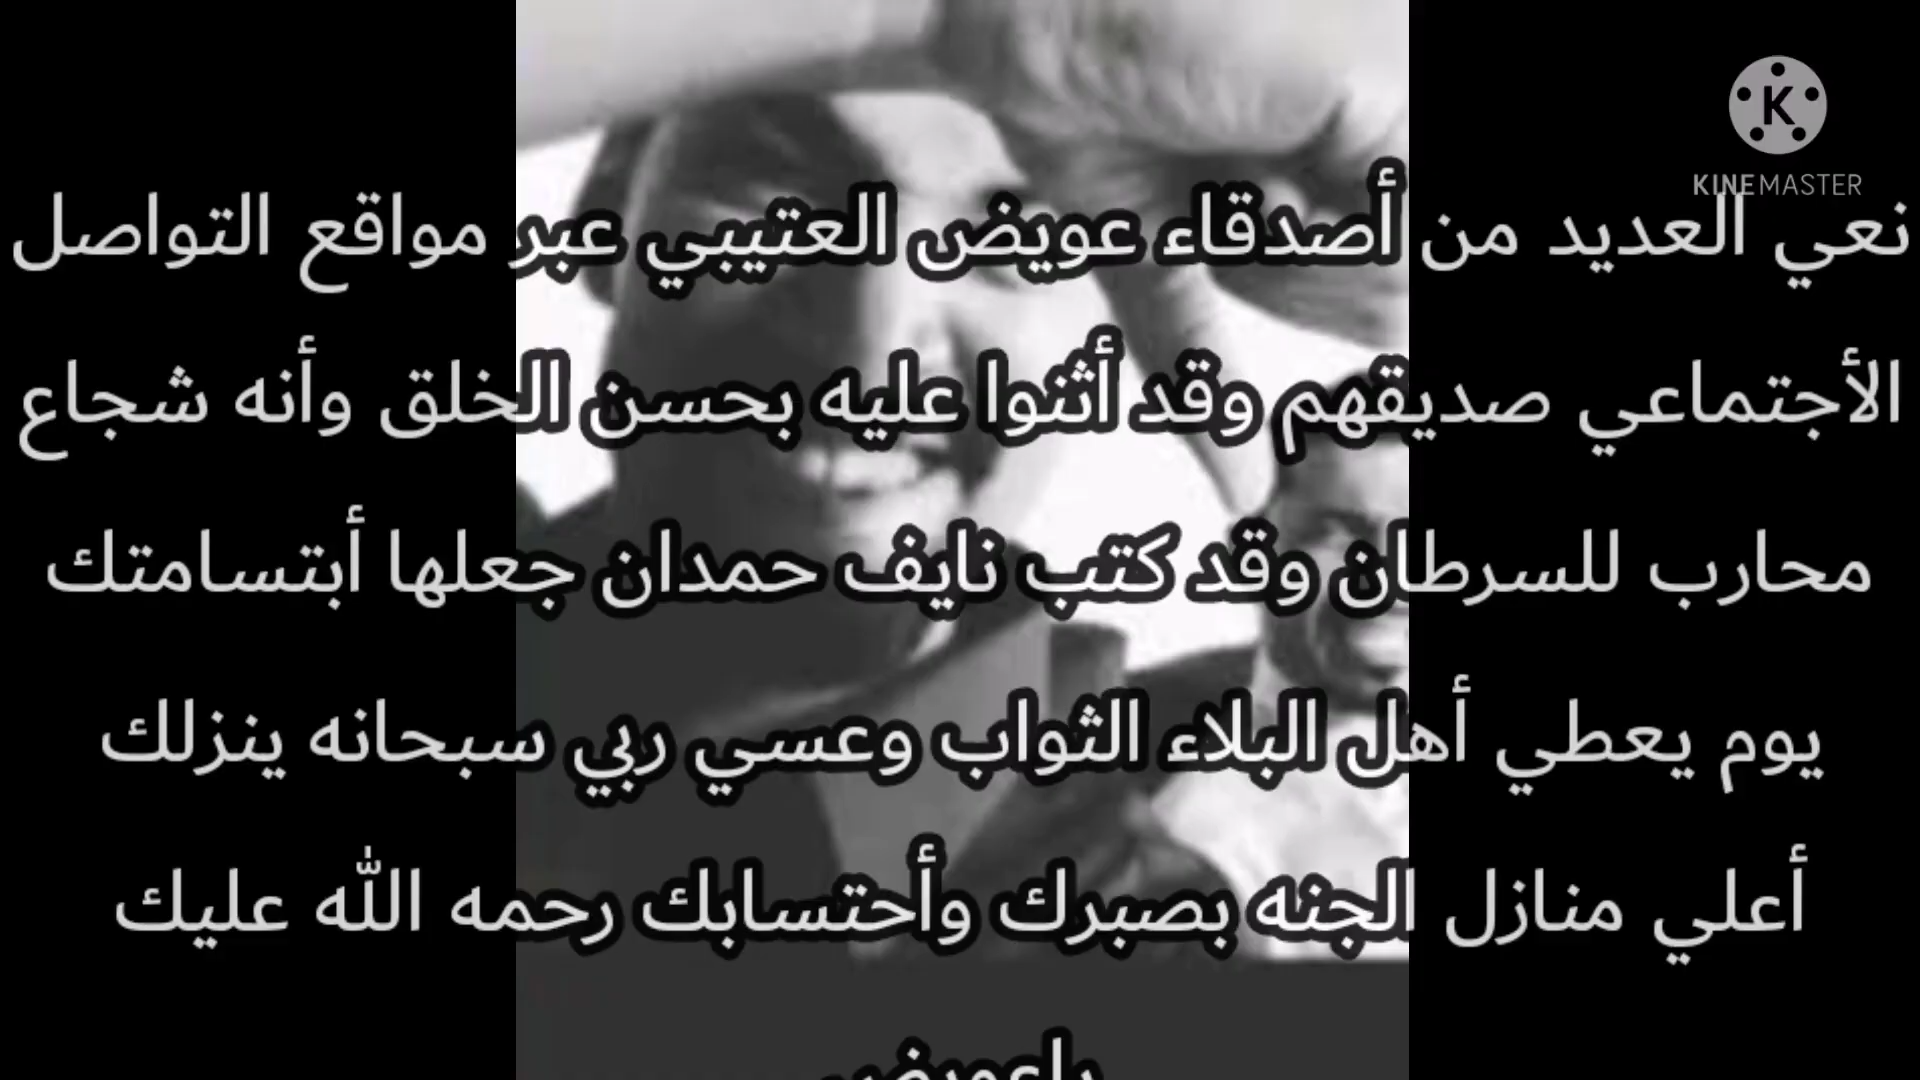 KINEMASTER
نعي العديد من أصدقاء عويض العتيبي عبر مواقع التواصل
الأجتماعي صديقهم وقد أثنوا عليه بحسن الخلق وأنه شجاع
محارب للسرطان وقد كتب نايف حمدان جعلها أبتسامتك
يوم يعطي أهل البلاء الثواب وعسي ربي سبحانه ينزلك
أعلي منازل الجنه بصبرك وأحتسابك رحمه الله عليك
ياعويض